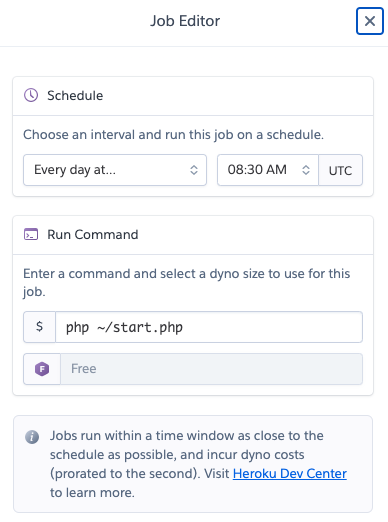 Job Editor
Schedule
Choose an interval and run this job on a schedule.
Every day at...
08:30 AM
UTC
Run Command
Enter a command and select a dyno size to use for this
job.
$
php ~/start.php
F
Free
Jobs run within a time window as close to the
schedule as possible, and incur dyno costs
(prorated to the second). Visit Heroku Dev Center
to learn more.